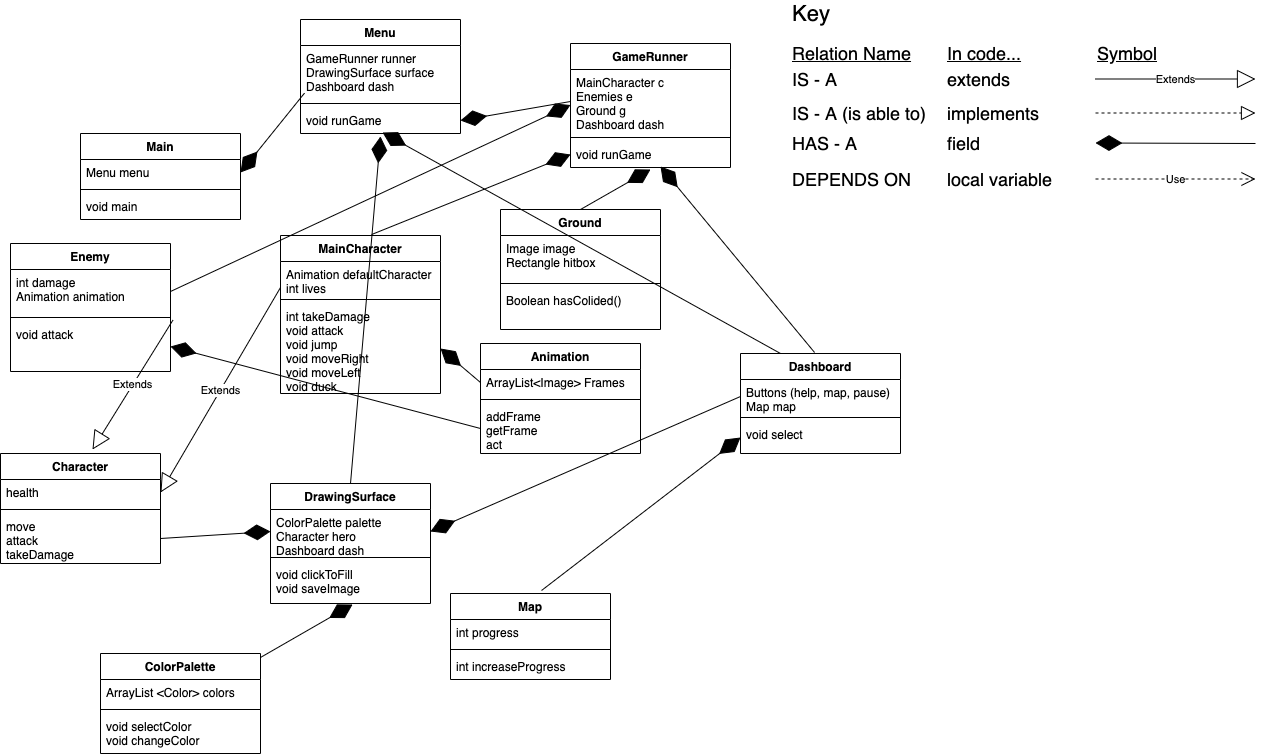 Menu
GameRunner runner
DrawingSurface surface
Dashboard dash
void runGame
GameRunner
MainCharacter c
Enemies e
Ground g
Dashboard dash
void runGame
Key
Relation Name In code... Symbol
IS - A extends Extends
IS - A (is able to) implements
HAS - A field
DEPENDS ON local variable Use
Main
Menu menu
void main
Enemy
int damage
Animation animation
void attack
MainCharacter
Animation defaultCharacter
int lives
int takeDamage
void attack
void jump
void moveRight
void moveLeft
void duck
Ground
Image image
Rectangle hitbox
Boolean hasColided()
Animation
ArrayList<Image> Frames
addFrame
getFrame
act
Dashboard
Buttons (help, map, pause)
Map map
void select
Extends
Extends
Character
health
move
attack
takeDamage
DrawingSurface
ColorPalette palette
Character hero
Dashboard dash
void clickToFill
void saveImage
Map
int progress
int increaseProgress
ColorPalette
ArrayList <Color> colors
void selectColor
void changeColor